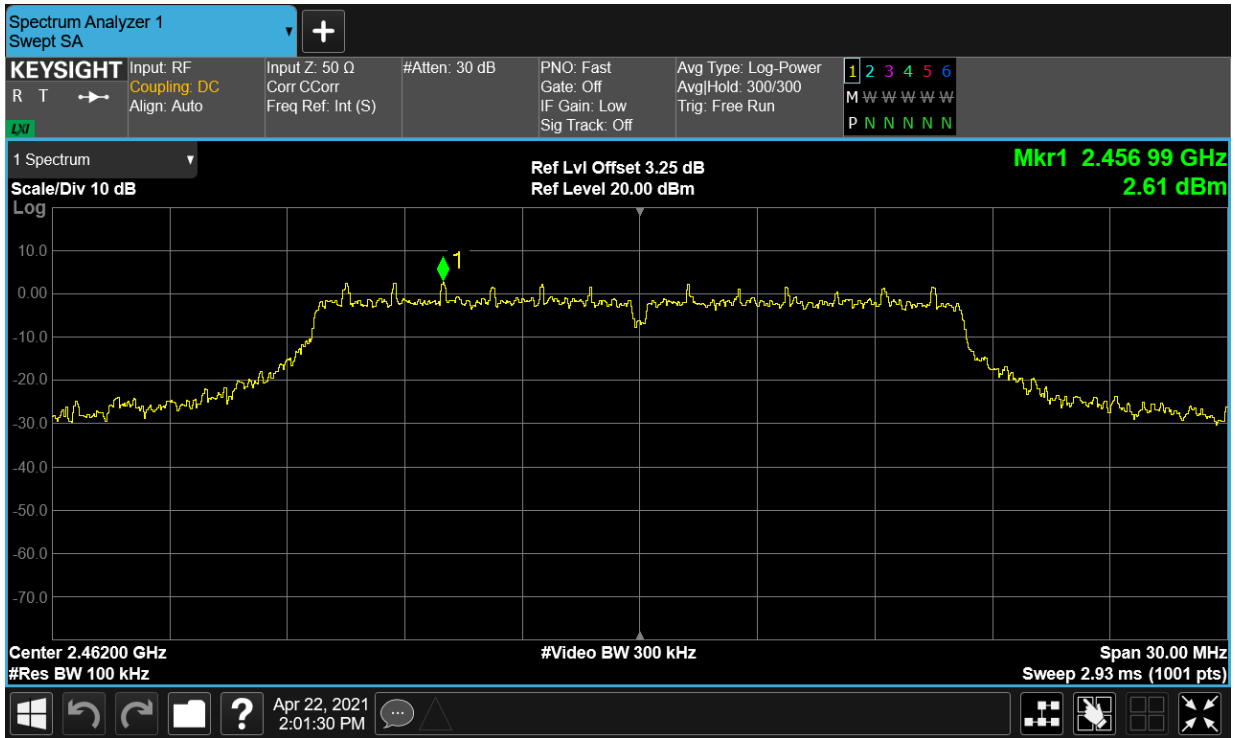 Spectrum Analyzer 1
Swept SA
KEYSIGHT
R T
LXI
Input: RF
Coupling: DC
Align: Auto
Input Z: 50 Ω
Corr CCorr
Freq Ref: Int (S)
#Atten: 30 dB
PNO: Fast
Gate: Off
IF Gain: Low
Sig Track: Off
Avg Type: Log-Power
Avg|Hold: 300/300
Trig: Free Run
1 2 3 4 5 6
M W W W W W
P N N N N N
1 Spectrum
Scale/Div 10 dB
Ref Lvl Offset 3.25 dB
Ref Level 20.00 dBm
Mkr1 2.456 99 GHz
2.61 dBm
Log
10.0
0.00
-10.0
-20.0
-30.0
-40.0
-50.0
-60.0
-70.0
1
Center 2.46200 GHz
#Res BW 100 kHz
#Video BW 300 kHz
Span 30.00 MHz
Sweep 2.93 ms (1001 pts)
?
Apr 22, 2021
2:01:30 PM